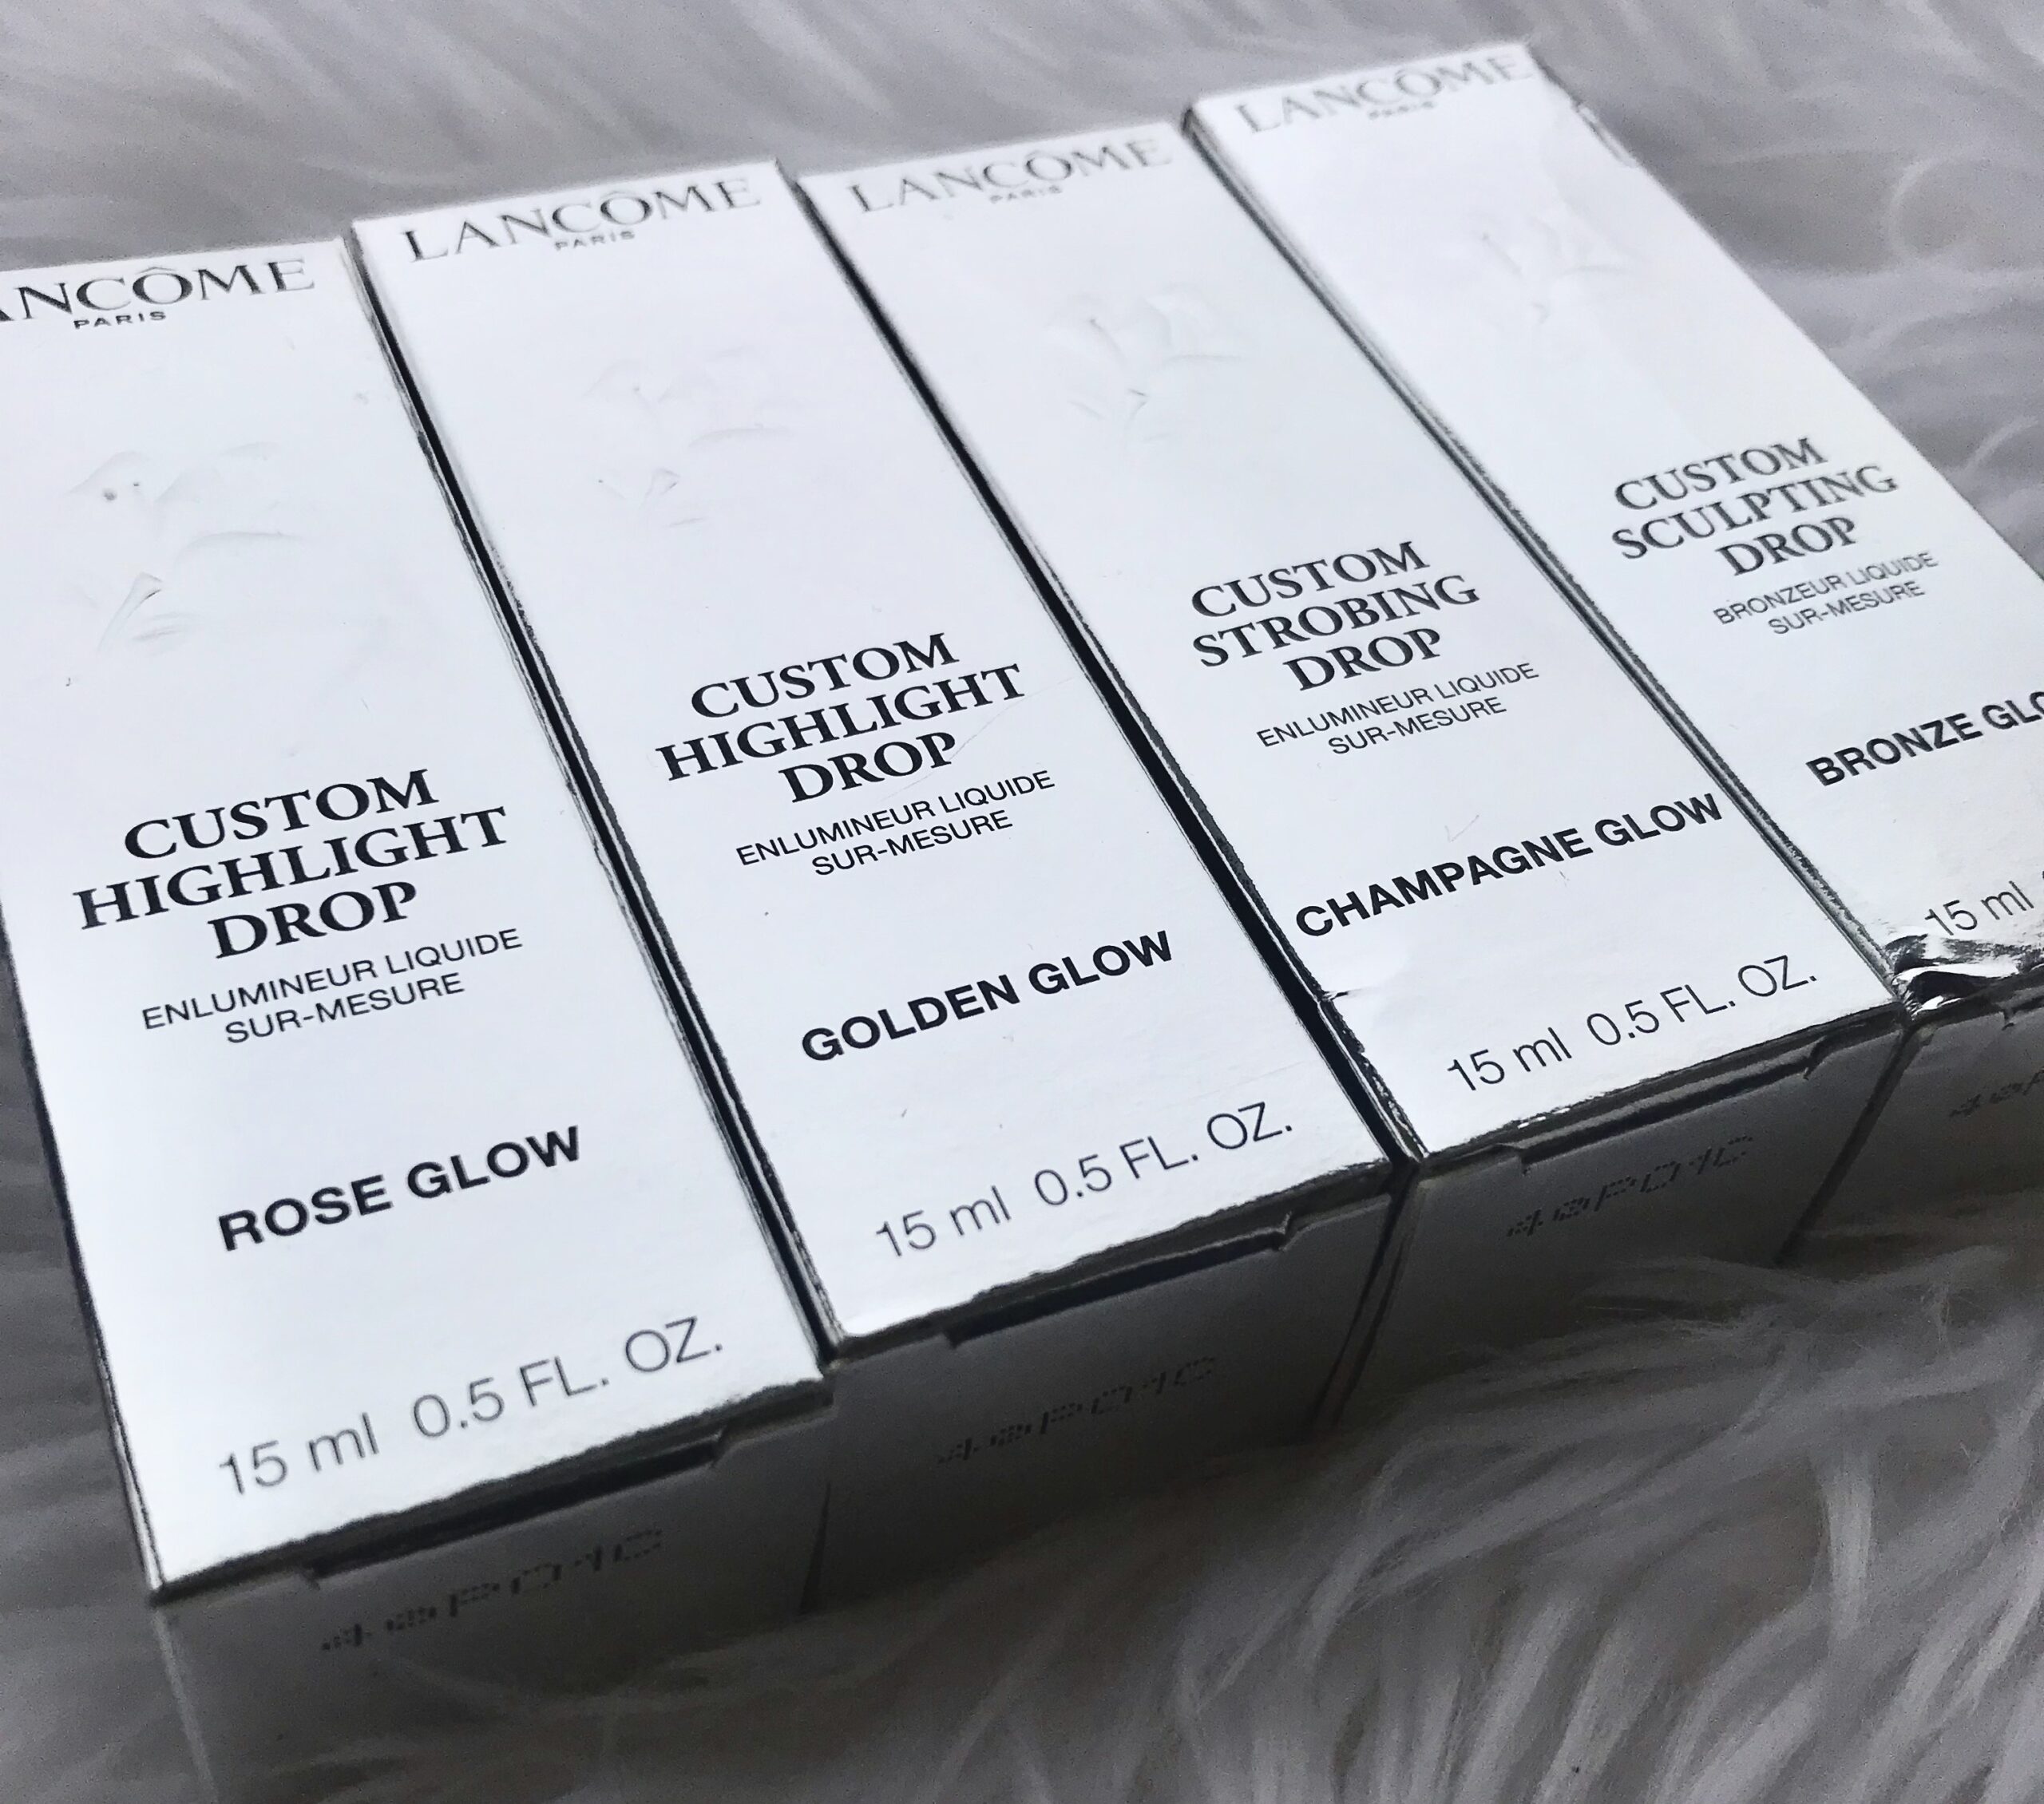 ANCÔME
PARIS
CUSTOM
HIGHLIGHT
DROP
ENLUMINEUR LIQUIDE
SUR-MESURE
ROSE GLOW
15 ml 0.5 FL. OZ.
LANCÔME
PARIS
CUSTOM
HIGHLIGHT
DROP
ENLUMINEUR LIQUIDE
SUR-MESURE
GOLDEN GLOW
15 ml 0.5 FL. OZ.
LANCÔME
PARIS
CUSTOM
STROBING
DROP
ENLUMINEUR LIQUIDE
SUR-MESURE
CHAMPAGNE GLOW
15 ml 0.5 FL. OZ.
LANCÔME
PARIS
CUSTOM
SCULPTING
DROP
BRONZEUR LIQUIDE
SUR-MESURE
BRONZE GLO
15 ml